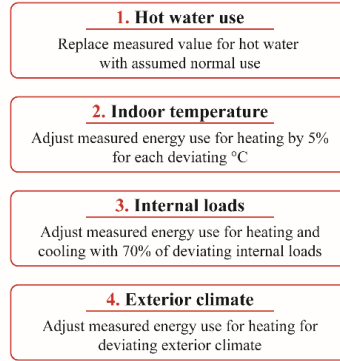 1. Hot water use
Replace measured value for hot water
with assumed normal use
2. Indoor temperature
Adjust measured energy use for heating by 5%
for each deviating °C
3. Internal loads
Adjust measured energy use for heating and
cooling with 70% of deviating internal loads
4. Exterior climate
Adjust measured energy use for heating for
deviating exterior climate